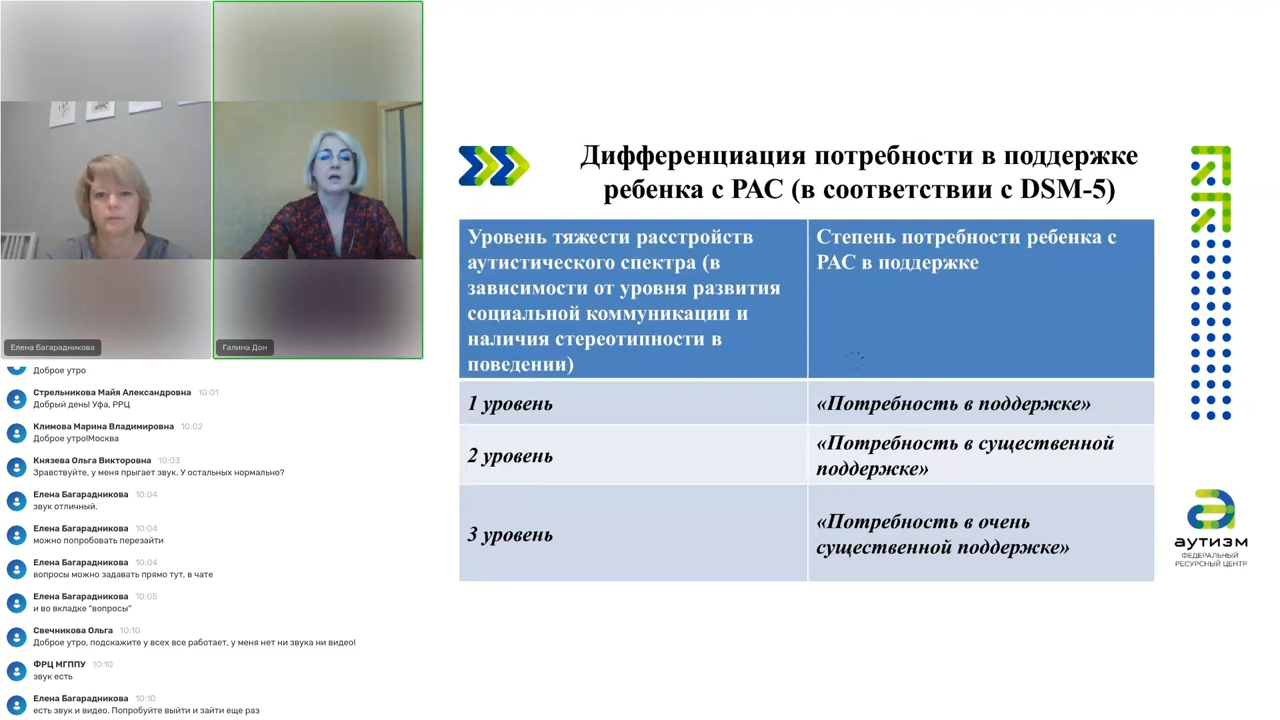 Елена Багарадникова
Галина Дон
Доброе утро
Стрельникова Майя Александровна 10:01
Добрый день! Уфа, РРЦ
Климова Марина Владимировна 10:02
Доброе утро!Москва
Князева Ольга Викторовна 10:03
Здравствуйте, у меня прыгает звук. У остальных нормально?
Елена Багарадникова 10:04
звук отличный.
Елена Багарадникова 10:04
можно попробовать перезайти
Елена Багарадникова 10:04
вопросы можно задавать прямо тут, в чате
Елена Багарадникова 10:05
и во вкладке "вопросы"
Свечникова Ольга 10:10
Доброе утро, подскажите у всех все работает, у меня нет ни звука ни видео!
ФРЦ МГППУ 10:10
звук есть
Елена Багарадникова 10:10
есть звук и видео. Попробуйте выйти и зайти еще раз
Дифференциация потребности в поддержке
ребенка с РАС (в соответствии с DSM-5)
Уровень тяжести расстройств
аутистического спектра (в
зависимости от уровня развития
социальной коммуникации и
наличия стереотипности в
поведении)
Степень потребности ребенка с
РАС в поддержке
1 уровень
«Потребность в поддержке»
2 уровень
«Потребность в существенной
поддержке»
3 уровень
«Потребность в очень
существенной поддержке»
аутизм
ФЕДЕРАЛЬНЫЙ
РЕСУРСНЫЙ ЦЕНТР